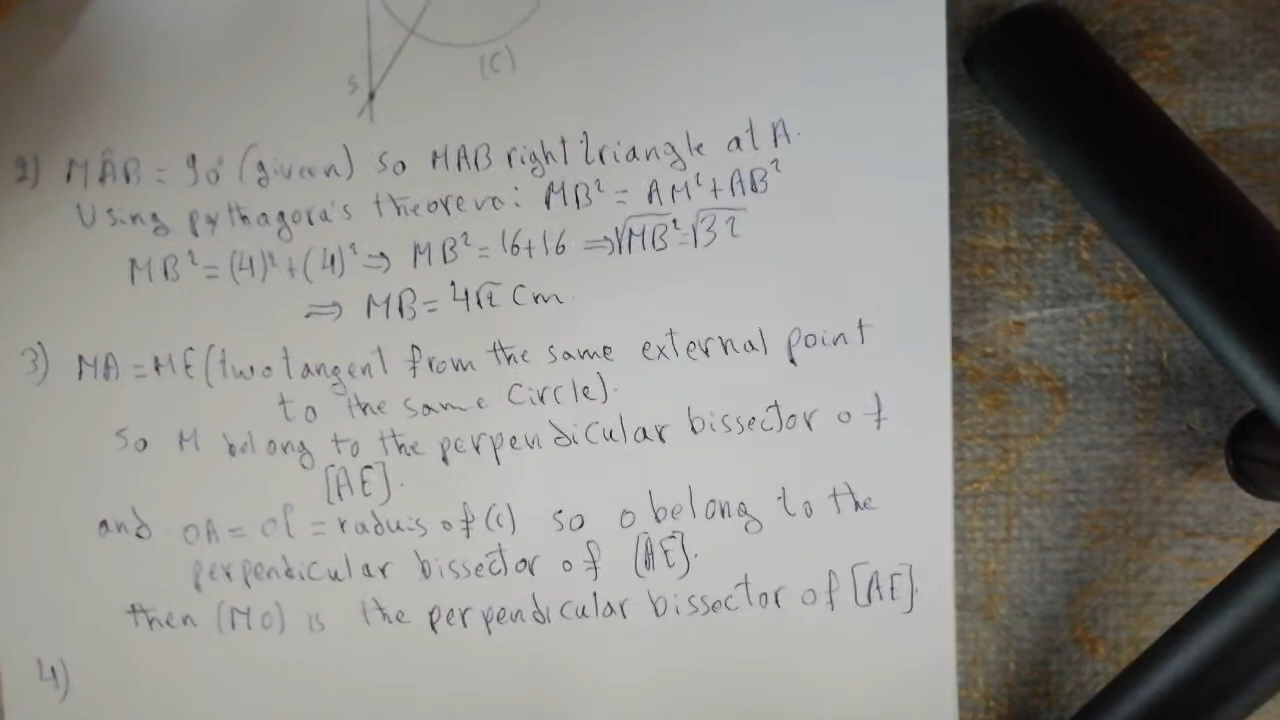 (C)
S
2) MÂB = 90° (given) so MAB right triangle at A.
Using pythagora's theorem: MB² = AM² + AB²
MB² = (4)² + (4)² ⇒ MB² = 16+16 ⇒ √MB² = √32
⇒ MB = 4√2 cm
3) MA = ME (two tangent from the same external point
to the same circle).
so M belong to the perpendicular bissector of
[AE].
and OA = OE = raduis of (C) so o belong to the
perpendicular bissector of [AE].
then (MO) is the perpendicular bissector of [AE].
4)